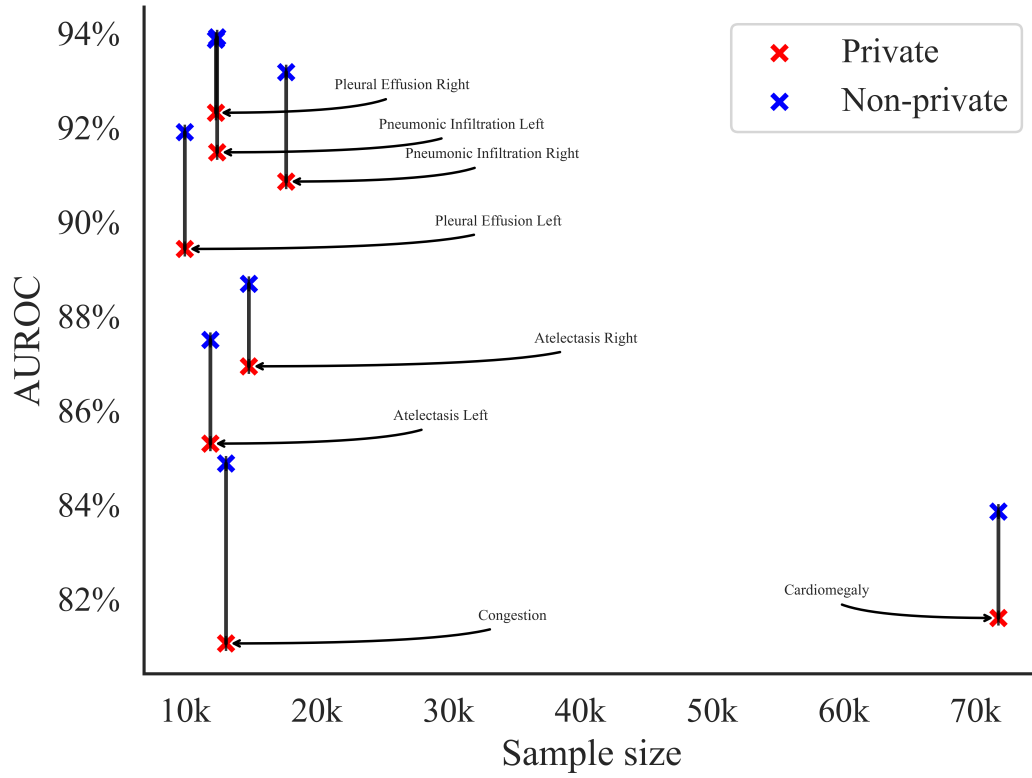 94%
92%
90%
88%
86%
84%
82%
AUROC
Private
Non-private
Pleural Effusion Right
Pneumonic Infiltration Left
Pneumonic Infiltration Right
Pleural Effusion Left
Atelectasis Right
Atelectasis Left
Cardiomegaly
Congestion
10k 20k 30k 40k 50k 60k 70k
Sample size